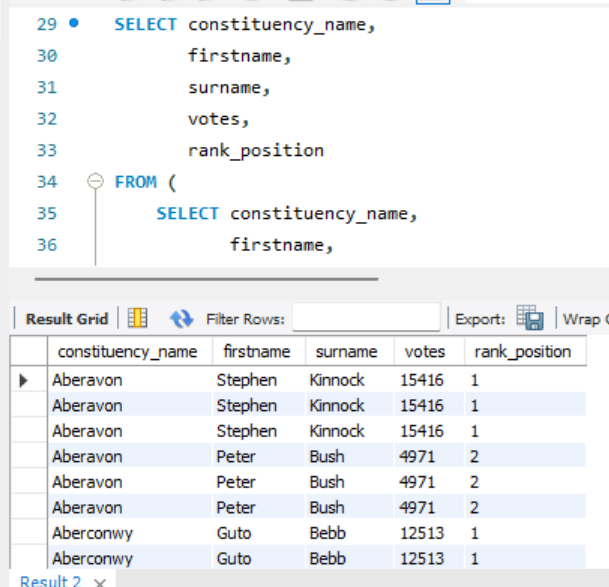 29 SELECT constituency_name,
30 firstname,
31 surname,
32 votes,
33 rank_position
34 FROM (
35 SELECT constituency_name,
36 firstname,
Result Grid Filter Rows: Export: Wrap
constituency_name firstname surname votes rank_position
Aberavon Stephen Kinnock 15416 1
Aberavon Stephen Kinnock 15416 1
Aberavon Stephen Kinnock 15416 1
Aberavon Peter Bush 4971 2
Aberavon Peter Bush 4971 2
Aberavon Peter Bush 4971 2
Aberconwy Guto Bebb 12513 1
Aberconwy Guto Bebb 12513 1
Result 2